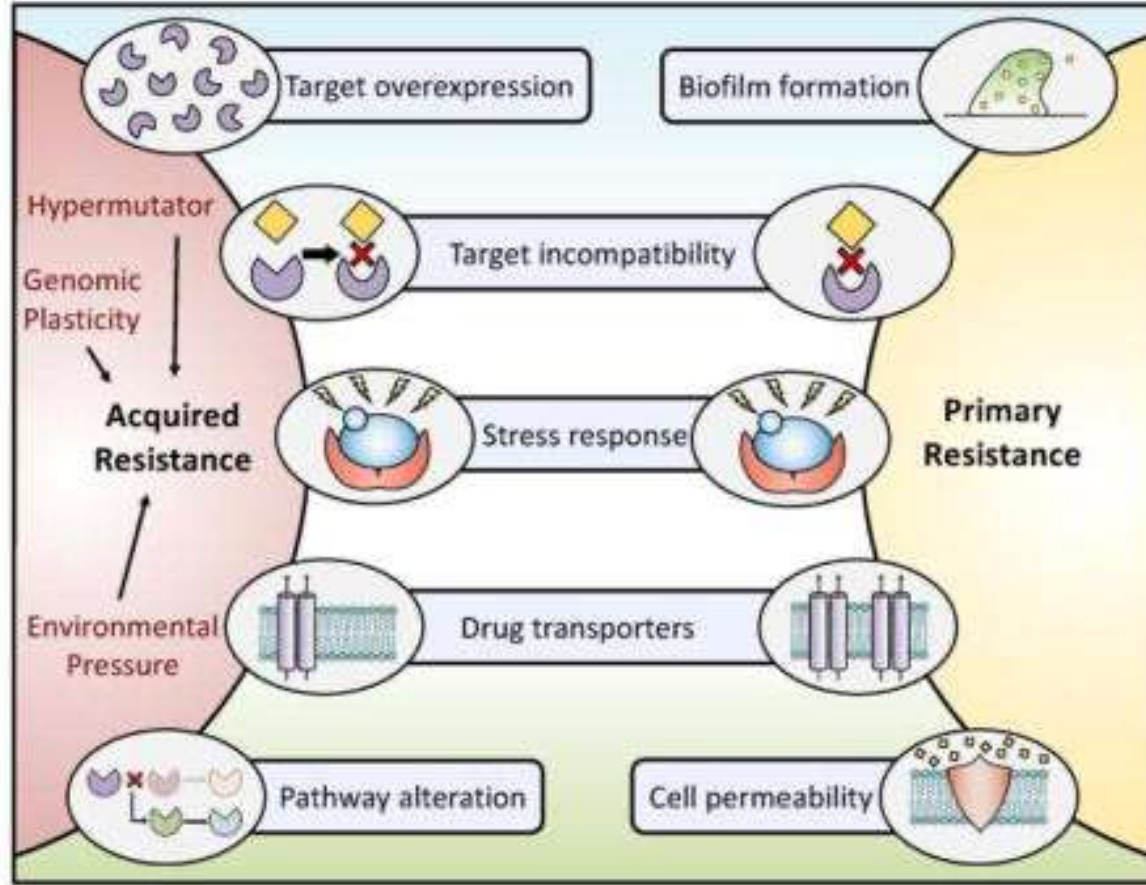 Target overexpression
Biofilm formation
Hypermutator
Target incompatibility
Genomic
Plasticity
Acquired
Resistance
Stress response
Primary
Resistance
Environmental
Pressure
Drug transporters
Pathway alteration
Cell permeability